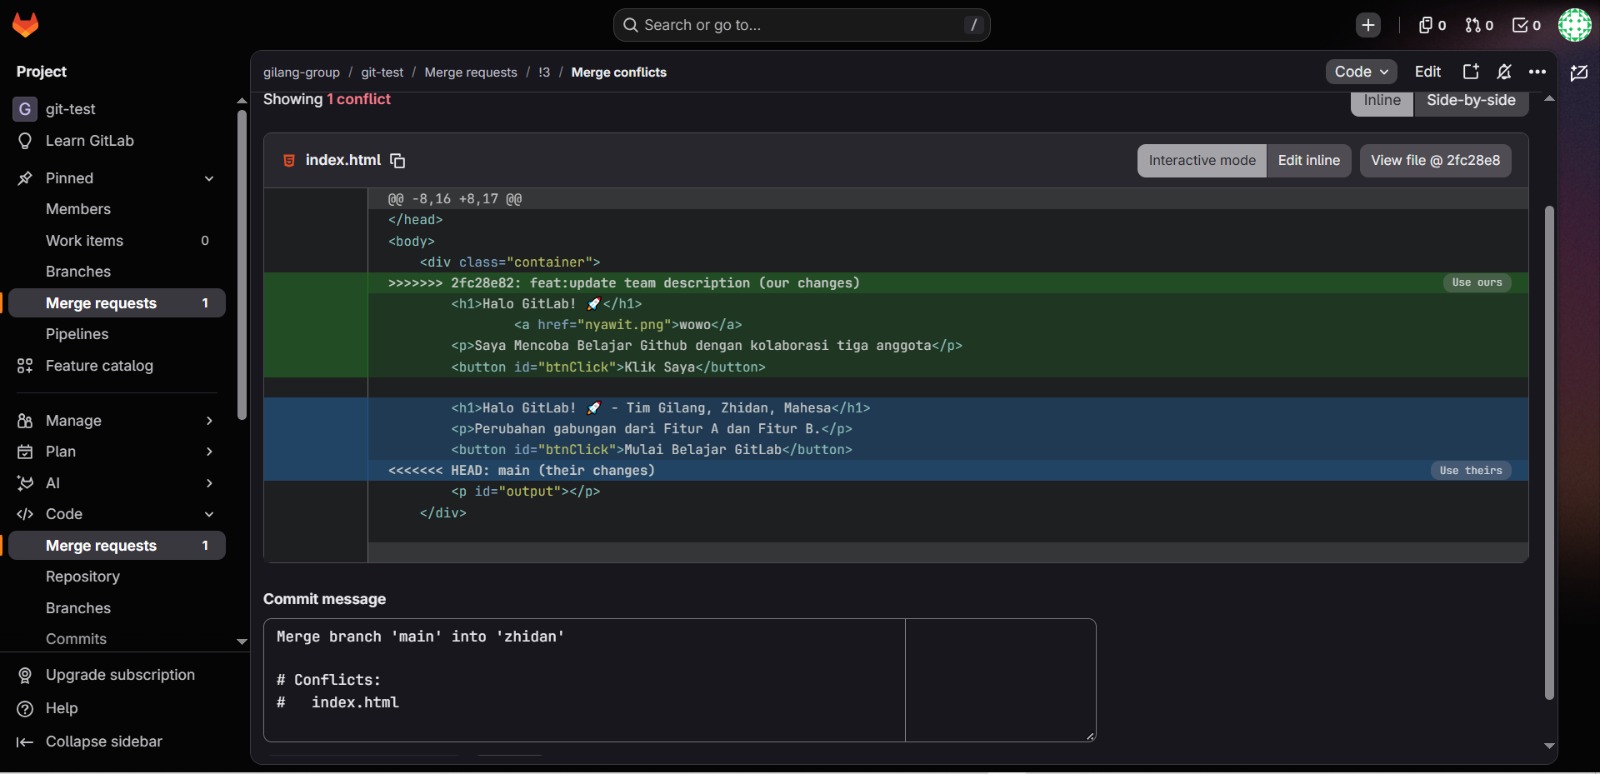 Search or go to...
/
0
0
0
Project
G git-test
Learn GitLab
Pinned
Members
Work items 0
Branches
Merge requests 1
Pipelines
Feature catalog
Manage
Plan
AI
Code
Merge requests 1
Repository
Branches
Commits
Upgrade subscription
Help
Collapse sidebar
gilang-group / git-test / Merge requests / !3 / Merge conflicts
Code
Edit
Showing 1 conflict
Inline Side-by-side
index.html
Interactive mode Edit inline View file @ 2fc28e8
@@ -8,16 +8,17 @@
</head>
<body>
<div class="container">
>>>>>>> 2fc28e82: feat:update team description (our changes) Use ours
<h1>Halo GitLab! 🚀</h1>
<a href="nyawit.png">wowo</a>
<p>Saya Mencoba Belajar Github dengan kolaborasi tiga anggota</p>
<button id="btnClick">Klik Saya</button>
<h1>Halo GitLab! 🚀 - Tim Gilang, Zhidan, Mahesa</h1>
<p>Perubahan gabungan dari Fitur A dan Fitur B.</p>
<button id="btnClick">Mulai Belajar GitLab</button>
<<<<<<< HEAD: main (their changes) Use theirs
<p id="output"></p>
</div>
Commit message
Merge branch 'main' into 'zhidan'
# Conflicts:
#   index.html